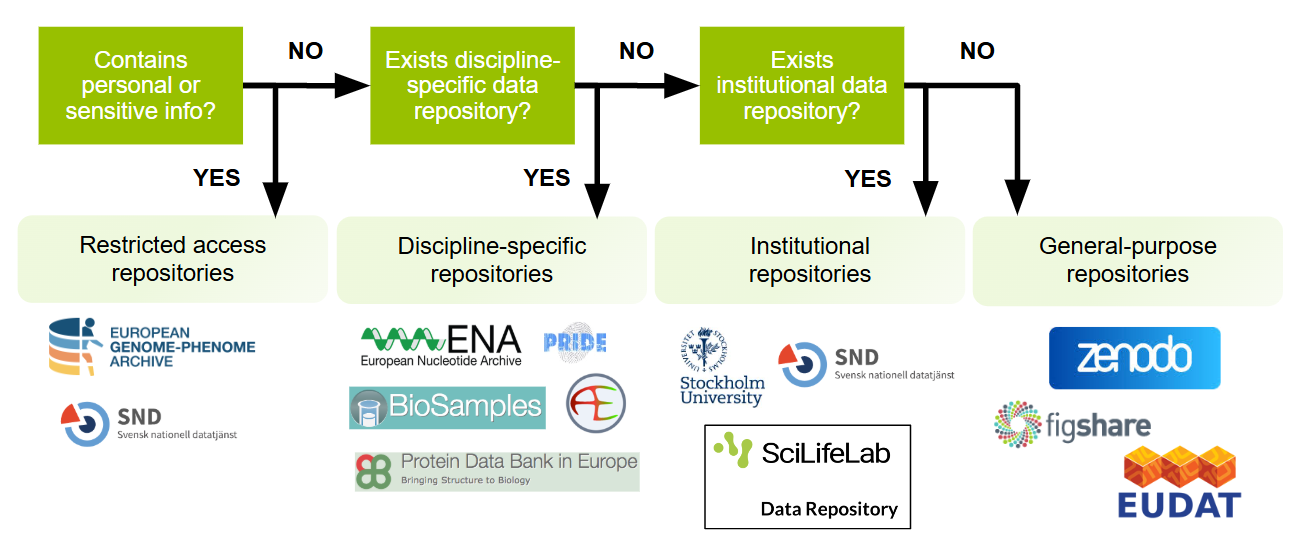 Contains
personal or
sensitive info?
NO
Exists discipline-
specific data
repository?
NO
Exists
institutional data
repository?
NO
YES
YES
YES
Restricted access
repositories
Discipline-specific
repositories
Institutional
repositories
General-purpose
repositories
EUROPEAN
GENOME-PHENOME
ARCHIVE
SND
Svensk nationell datatjänst
ENA
European Nucleotide Archive
PRIDE
BioSamples
AE
Protein Data Bank in Europe
Bringing Structure to Biology
STOCKHOLMS
UNIVERSITET
Stockholm
University
SND
Svensk nationell datatjänst
SciLifeLab
Data Repository
zenodo
figshare
EUDAT